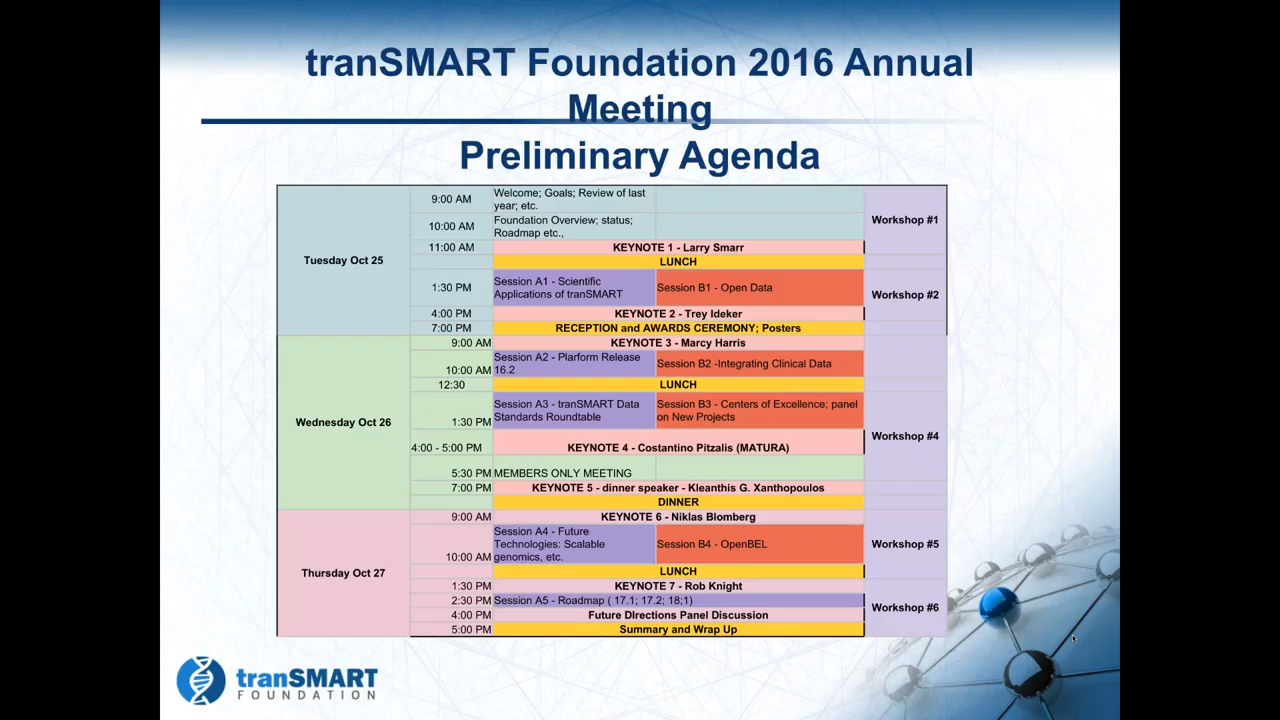 tranSMART Foundation 2016 Annual
Meeting
Preliminary Agenda
Tuesday Oct 25
9:00 AM
Welcome; Goals; Review of last
year; etc.
Workshop #1
10:00 AM
Foundation Overview; status;
Roadmap etc.,
11:00 AM
KEYNOTE 1 - Larry Smarr
LUNCH
1:30 PM
Session A1 - Scientific
Applications of tranSMART
Session B1 - Open Data
Workshop #2
4:00 PM
KEYNOTE 2 - Trey Ideker
7:00 PM
RECEPTION and AWARDS CEREMONY; Posters
Wednesday Oct 26
9:00 AM
KEYNOTE 3 - Marcy Harris
10:00 AM
Session A2 - Plarform Release
16.2
Session B2 -Integrating Clinical Data
12:30
LUNCH
1:30 PM
Session A3 - tranSMART Data
Standards Roundtable
Session B3 - Centers of Excellence; panel
on New Projects
Workshop #4
4:00 - 5:00 PM
KEYNOTE 4 - Costantino Pitzalis (MATURA)
5:30 PM
MEMBERS ONLY MEETING
7:00 PM
KEYNOTE 5 - dinner speaker - Kleanthis G. Xanthopoulos
DINNER
Thursday Oct 27
9:00 AM
KEYNOTE 6 - Niklas Blomberg
10:00 AM
Session A4 - Future
Technologies: Scalable
genomics, etc.
Session B4 - OpenBEL
Workshop #5
LUNCH
1:30 PM
KEYNOTE 7 - Rob Knight
2:30 PM
Session A5 - Roadmap ( 17.1; 17.2; 18;1)
Workshop #6
4:00 PM
Future DIrections Panel Discussion
5:00 PM
Summary and Wrap Up
tranSMART
FOUNDATION